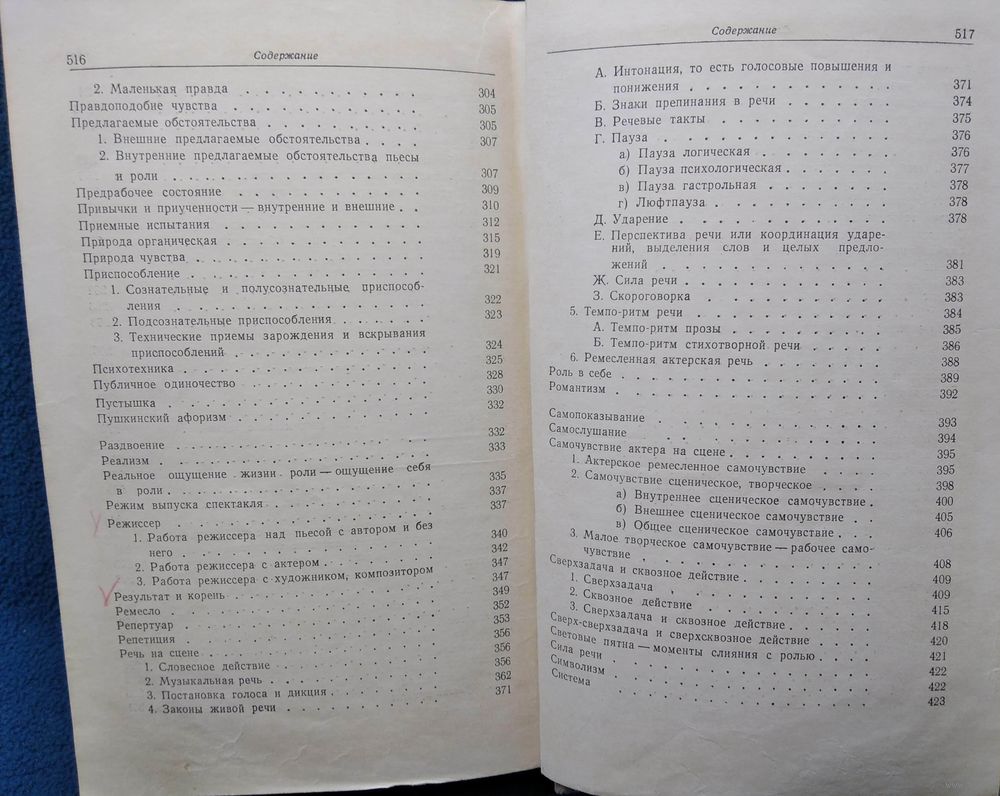 516
Содержание
2. Маленькая правда . . . . . . . . . . 304
Правдоподобие чувства . . . . . . . . . . 305
Предлагаемые обстоятельства . . . . . . . . . 305
1. Внешние предлагаемые обстоятельства . . . . 307
2. Внутренние предлагаемые обстоятельства пьесы
и роли . . . . . . . . . . . . . 307
Предрабочее состояние . . . . . . . . . . 309
Привычки и приученности — внутренние и внешние . . 310
Приемные испытания . . . . . . . . . . 312
Природа органическая . . . . . . . . . . 315
Природа чувства . . . . . . . . . . . 319
Приспособление . . . . . . . . . . . 321
1. Сознательные и полусознательные приспособ-
ления . . . . . . . . . . . . . 322
2. Подсознательные приспособления . . . . . 323
3. Технические приемы зарождения и вскрывания
приспособлений . . . . . . . . . . 324
Психотехника . . . . . . . . . . . . 325
Публичное одиночество . . . . . . . . . 328
Пустышка . . . . . . . . . . . . . 330
Пушкинский афоризм . . . . . . . . . . 332
Раздвоение . . . . . . . . . . . . . 332
Реализм . . . . . . . . . . . . . . 333
Реальное ощущение жизни роли — ощущение себя
в роли . . . . . . . . . . . . . 335
Режим выпуска спектакля . . . . . . . . 337
Режиссер . . . . . . . . . . . . . 337
1. Работа режиссера над пьесой с автором и без
него . . . . . . . . . . . . . 340
2. Работа режиссера с актером . . . . . . 342
3. Работа режиссера с художником, композитором 347
Результат и корень . . . . . . . . . . 347
Ремесло . . . . . . . . . . . . . . 349
Репертуар . . . . . . . . . . . . . 352
Репетиция . . . . . . . . . . . . . 353
Речь на сцене . . . . . . . . . . . . 356
1. Словесное действие . . . . . . . . . 356
2. Музыкальная речь . . . . . . . . . 356
3. Постановка голоса и дикция . . . . . . 362
4. Законы живой речи . . . . . . . . . 371
Содержание
517
А. Интонация, то есть голосовые повышения и
понижения . . . . . . . . . . . 371
Б. Знаки препинания в речи . . . . . . 374
В. Речевые такты . . . . . . . . . . 375
Г. Пауза . . . . . . . . . . . . . 376
а) Пауза логическая . . . . . . . . 376
б) Пауза психологическая . . . . . . 377
в) Пауза гастрольная . . . . . . . 378
г) Люфтпауза . . . . . . . . . . 378
Д. Ударение . . . . . . . . . . . 378
Е. Перспектива речи или координация ударе-
ний, выделения слов и целых предло-
жений . . . . . . . . . . . . 381
Ж. Сила речи . . . . . . . . . . . 383
З. Скороговорка . . . . . . . . . . 383
5. Темпо-ритм речи . . . . . . . . . . 384
А. Темпо-ритм прозы . . . . . . . . 385
Б. Темпо-ритм стихотворной речи . . . . . 386
6. Ремесленная актерская речь . . . . . . 388
Роль в себе . . . . . . . . . . . . . 389
Романтизм . . . . . . . . . . . . . 392
Самопоказывание . . . . . . . . . . . 393
Самослушание . . . . . . . . . . . . 394
Самочувствие актера на сцене . . . . . . . 395
1. Актерское ремесленное самочувствие . . . . 395
2. Самочувствие сценическое, творческое . . . . 398
а) Внутреннее сценическое самочувствие . 400
б) Внешнее сценическое самочувствие . . 405
в) Общее сценическое самочувствие . . . 406
3. Малое творческое самочувствие — рабочее само-
чувствие . . . . . . . . . . . . 408
Сверхзадача и сквозное действие . . . . . . 409
1. Сверхзадача . . . . . . . . . . . 409
2. Сквозное действие . . . . . . . . . 415
3. Сверхзадача и сквозное действие . . . . . 418
Сверх-сверхзадача и сверхсквозное действие . . . 420
Световые пятна — моменты слияния с ролью . . . . 421
Сила речи . . . . . . . . . . . . . 422
Символизм . . . . . . . . . . . . . 422
Система . . . . . . . . . . . . . . 423